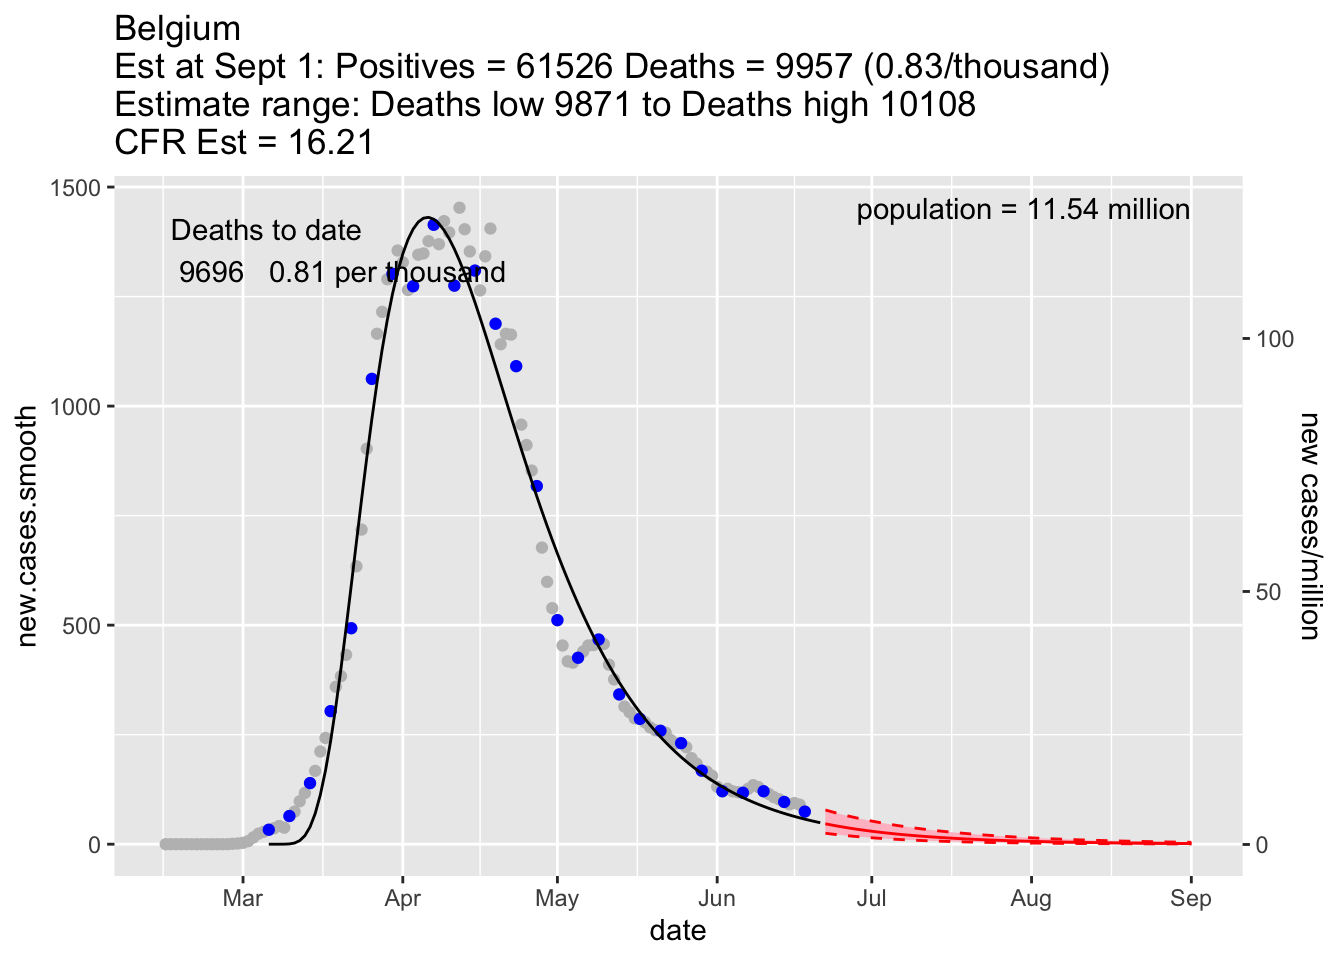 Belgium
Est at Sept 1: Positives = 61526 Deaths = 9957 (0.83/thousand)
Estimate range: Deaths low 9871 to Deaths high 10108
CFR Est = 16.21
Deaths to date
9696 0.81 per thousand
population = 11.54 million
1500
1000
500
0
new.cases.smooth
100
50
0
new cases/million
Mar Apr May Jun Jul Aug Sep
date